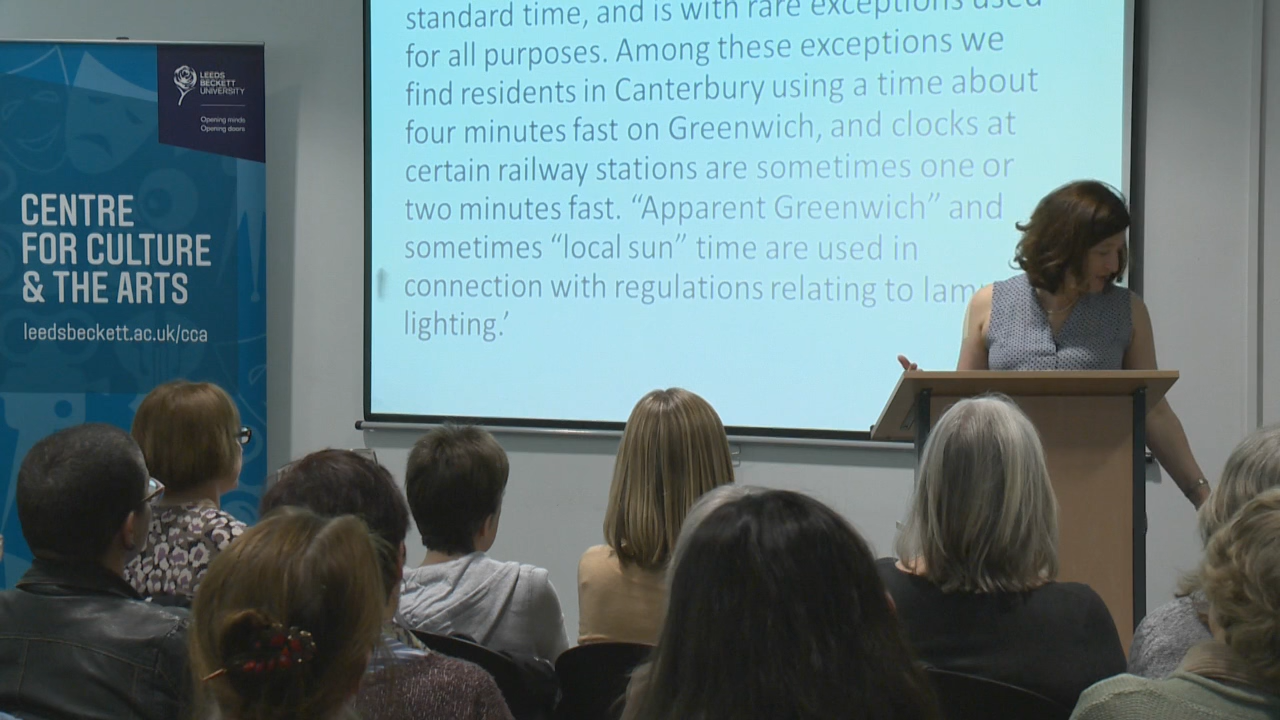 LEEDS
BECKETT
UNIVERSITY
Opening minds
Opening doors
CENTRE
FOR CULTURE
& THE ARTS
leedsbeckett.ac.uk/cca
standard time, and is with rare exceptions used
for all purposes. Among these exceptions we
find residents in Canterbury using a time about
four minutes fast on Greenwich, and clocks at
certain railway stations are sometimes one or
two minutes fast. “Apparent Greenwich” and
sometimes “local sun” time are used in
connection with regulations relating to lam
lighting.’